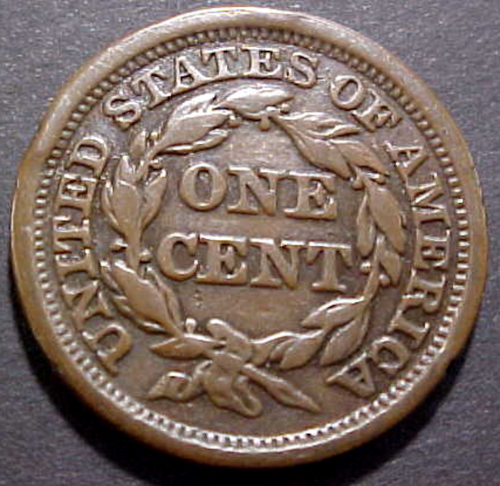 UNITED STATES OF AMERICA
ONE
CENT